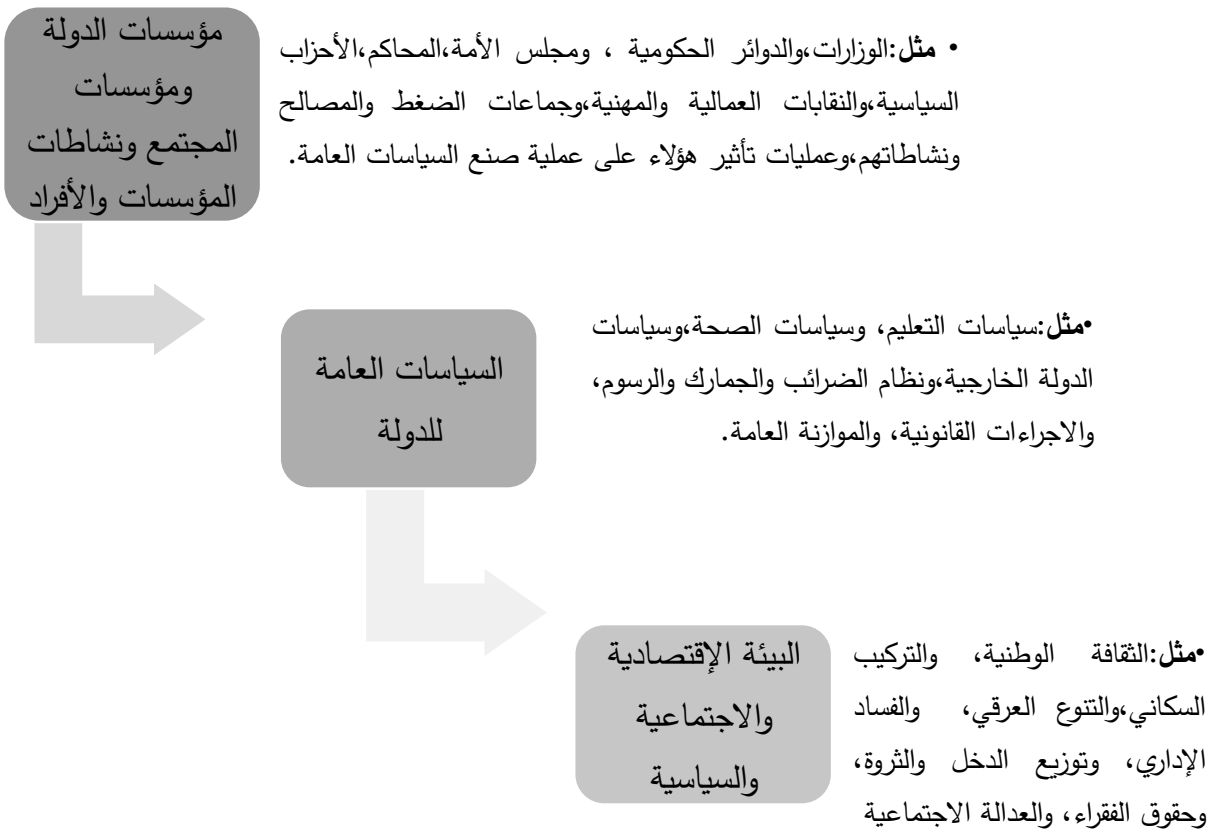 مؤسسات الدولة
ومؤسسات
المجتمع ونشاطات
المؤسسات والأفراد
• مثل:الوزارات،والدوائر الحكومية ، ومجلس الأمة،المحاكم،الأحزاب
السياسية،والنقابات العمالية والمهنية،وجماعات الضغط والمصالح
ونشاطاتهم،وعمليات تأثير هؤلاء على عملية صنع السياسات العامة.
السياسات العامة
للدولة
•مثل:سياسات التعليم، وسياسات الصحة،وسياسات
الدولة الخارجية،ونظام الضرائب والجمارك والرسوم،
والاجراءات القانونية، والموازنة العامة.
البيئة الإقتصادية
والاجتماعية
والسياسية
•مثل:الثقافة الوطنية، والتركيب
السكاني،والتنوع العرقي، والفساد
الإداري، وتوزيع الدخل والثروة،
وحقوق الفقراء، والعدالة الاجتماعية